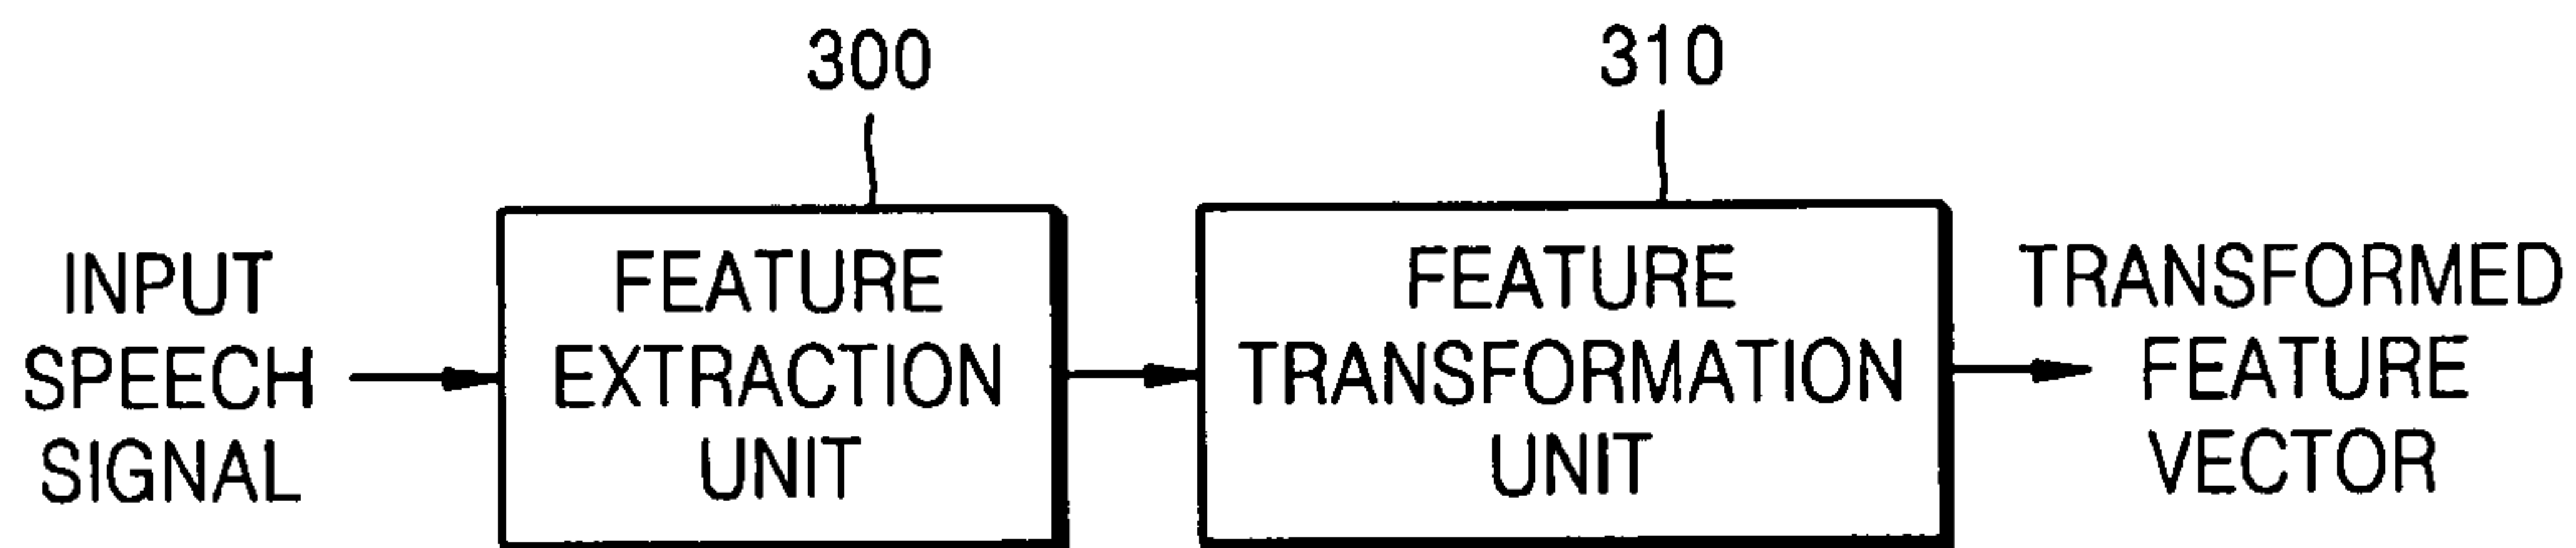 300
310
INPUT
SPEECH
SIGNAL
FEATURE
EXTRACTION
UNIT
FEATURE
TRANSFORMATION
UNIT
TRANSFORMED
FEATURE
VECTOR